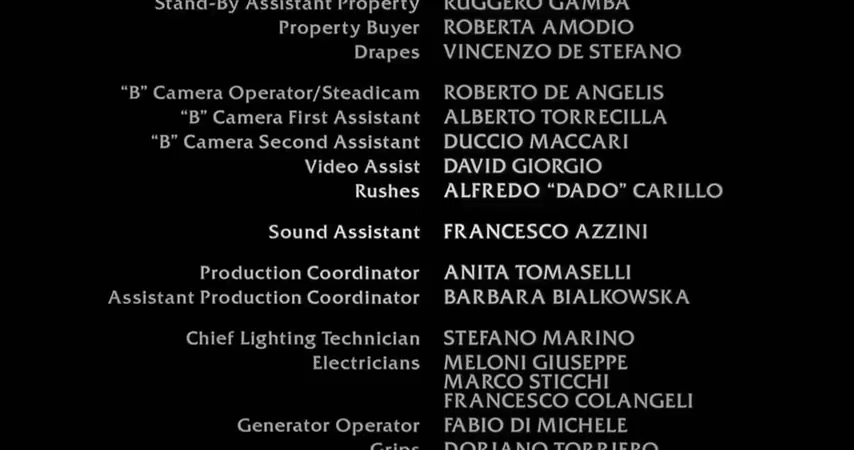 Stand-By Assistant Property RUGGERO GAMBA
Property Buyer ROBERTA AMODIO
Drapes VINCENZO DE STEFANO
“B” Camera Operator/Steadicam ROBERTO DE ANGELIS
“B” Camera First Assistant ALBERTO TORRECILLA
“B” Camera Second Assistant DUCCIO MACCARI
Video Assist DAVID GIORGIO
Rushes ALFREDO “DADO” CARILLO
Sound Assistant FRANCESCO AZZINI
Production Coordinator ANITA TOMASELLI
Assistant Production Coordinator BARBARA BIALKOWSKA
Chief Lighting Technician STEFANO MARINO
Electricians MELONI GIUSEPPE
MARCO STICCHI
FRANCESCO COLANGELI
Generator Operator FABIO DI MICHELE
Grips DORIANO TORRIERO